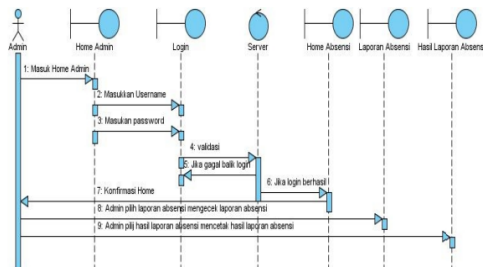 Admin
Home Admin
Login
Server
Home Absensi
Laporan Absensi
Hasil Laporan Absens
1: Masuk Home Admin
2: Masukkan Username
3: Masukan password
4: validasi
5: Jika gagal balik login
6: Jika login berhasil
7: Konfirmasi Home
8: Admin pilih laporan absensi mengecek laporan absensi
9: Admin pilij hasil laporan absensi mencetak hasil laporan absensi